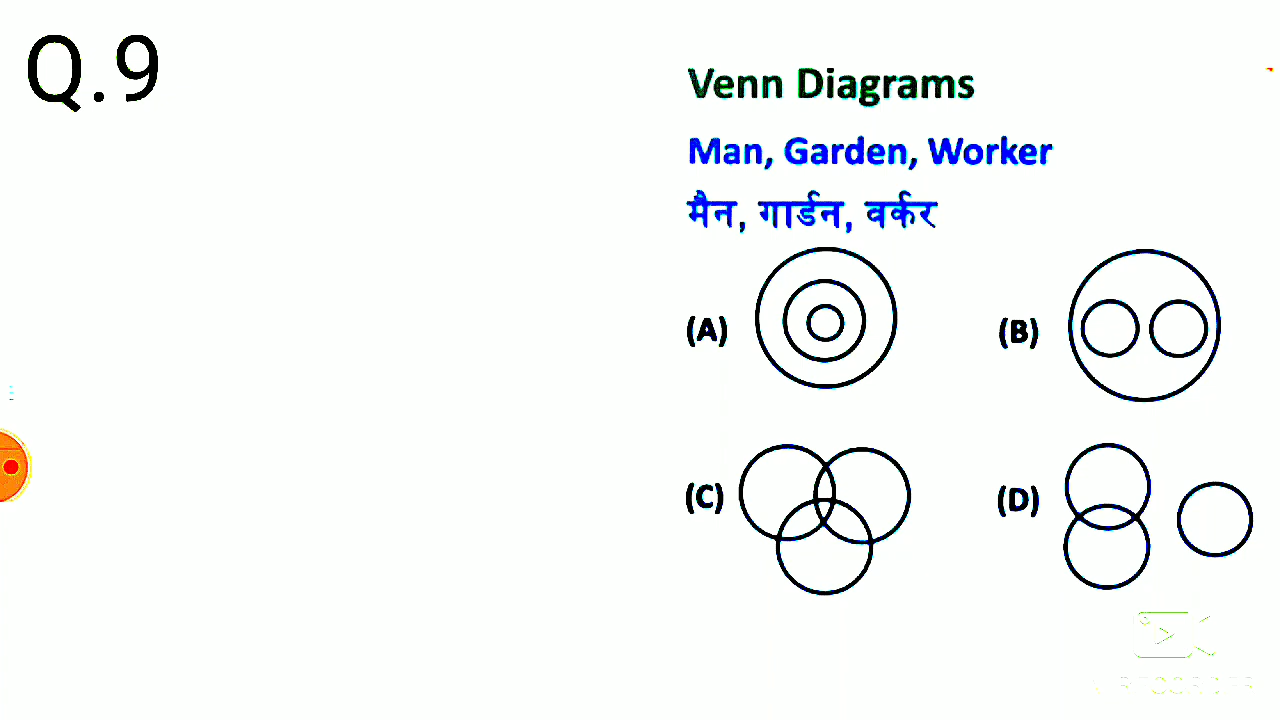 Q.9
Venn Diagrams
Man, Garden, Worker
मैन, गार्डन, वर्कर
(A)
(B)
(C)
(D)